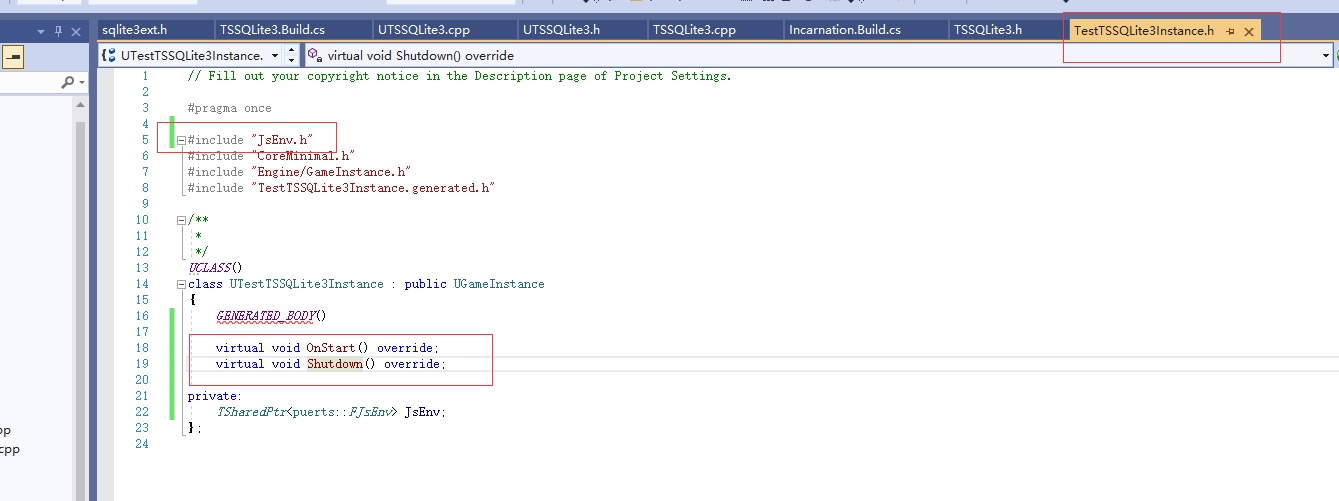 sqlite3ext.h TSSQLite3.Build.cs UTSSQLite3.cpp UTSSQLite3.h TSSQLite3.cpp Incarnation.Build.cs TSSQLite3.h TestTSSQLite3Instance.h
UTestTSSQLite3Instance. virtual void Shutdown() override
1 // Fill out your copyright notice in the Description page of Project Settings.
2
3 #pragma once
4
5 #include "JsEnv.h"
6 #include "CoreMinimal.h"
7 #include "Engine/GameInstance.h"
8 #include "TestTSSQLite3Instance.generated.h"
9
10 /**
11 *
12 */
13 UCLASS()
14 class UTestTSSQLite3Instance : public UGameInstance
15 {
16 GENERATED_BODY()
17
18 virtual void OnStart() override;
19 virtual void Shutdown() override;
20
21 private:
22 TSharedPtr<puerts::FJsEnv> JsEnv;
23 };
24
pp
cpp